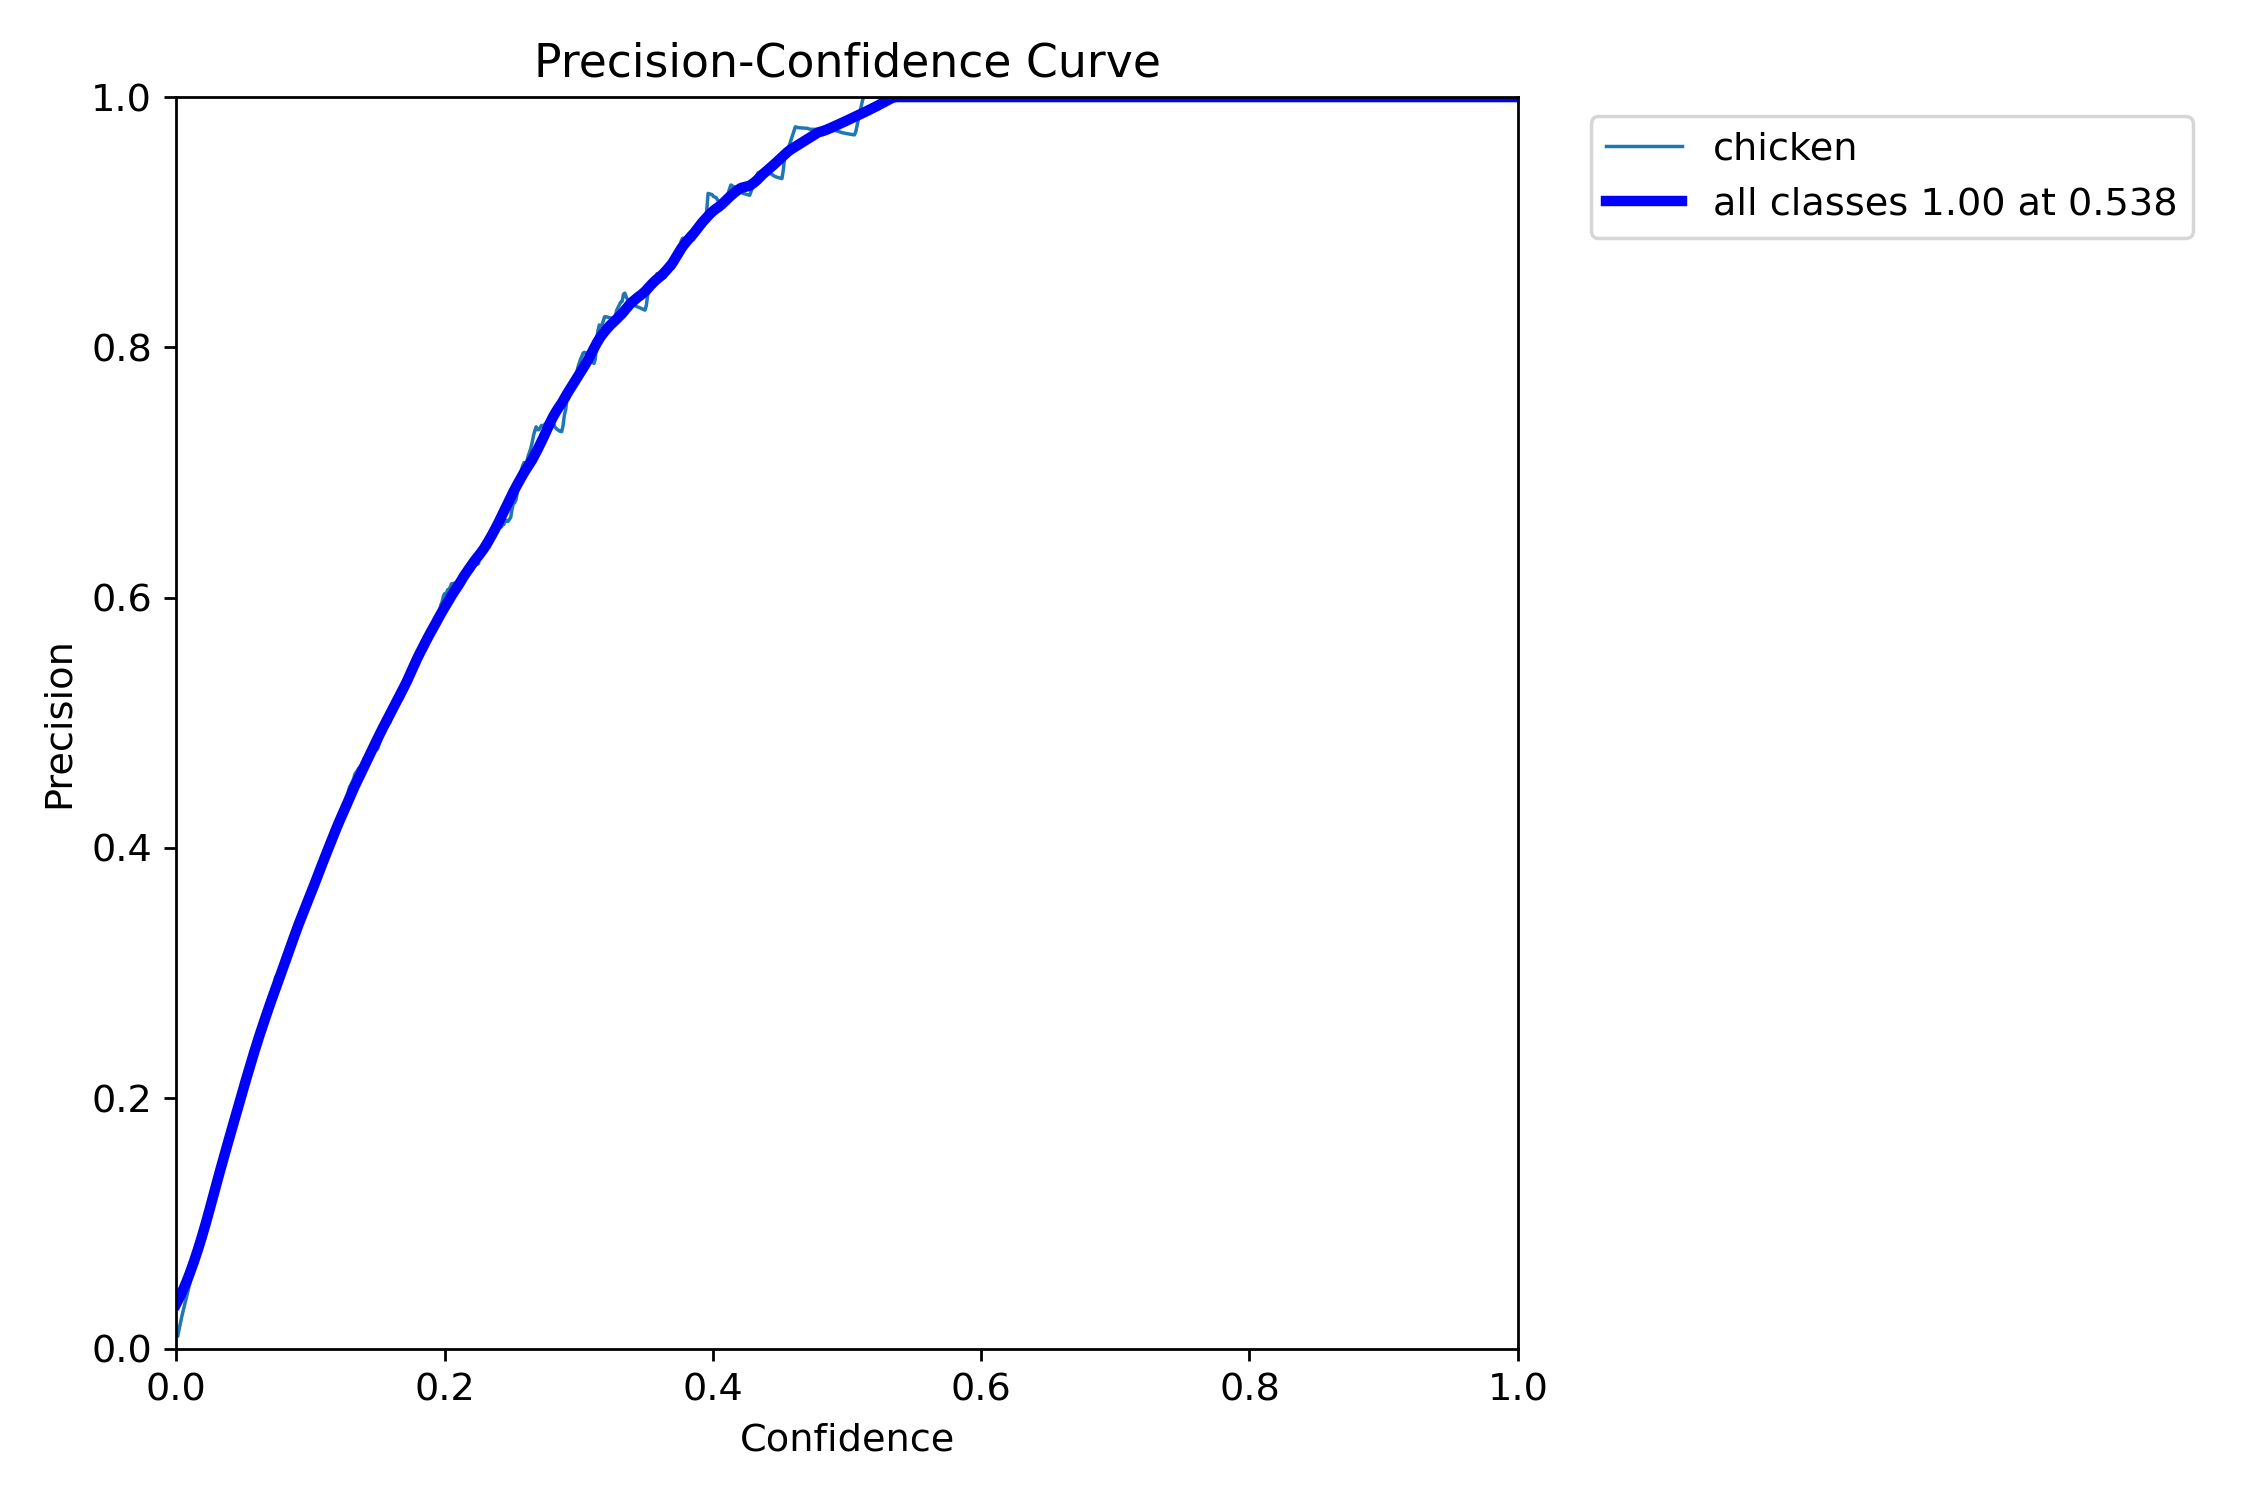 Precision-Confidence Curve
1.0
0.8
0.6
0.4
0.2
0.0
Precision
0.0 0.2 0.4 0.6 0.8 1.0
Confidence
chicken
all classes 1.00 at 0.538